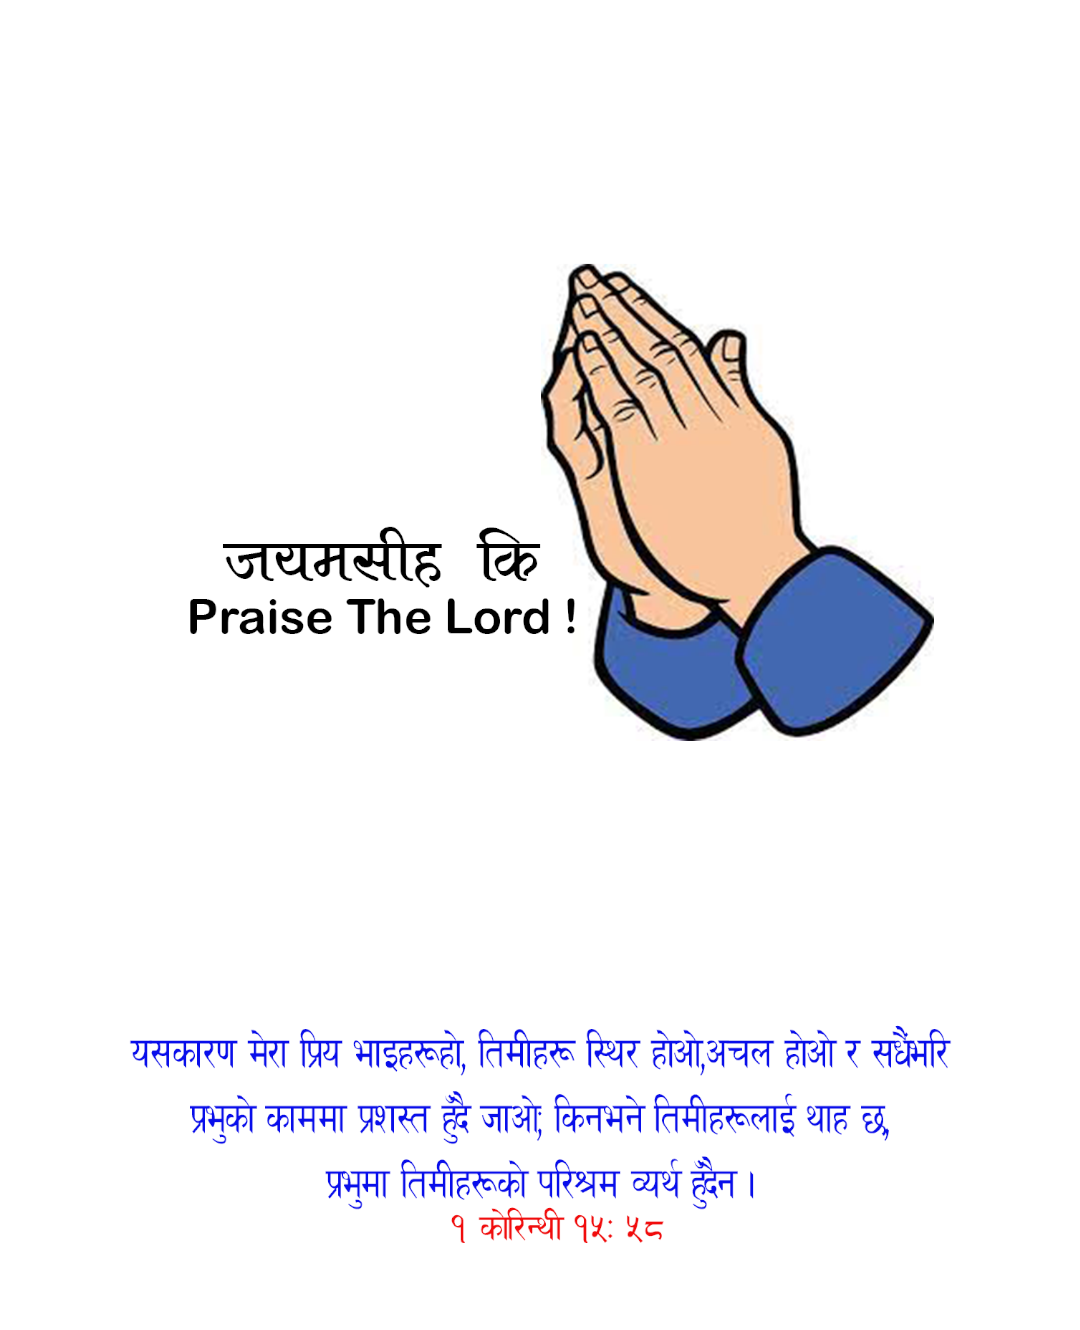 जयमसीह कि
Praise The Lord !
यसकारण मेरा प्रिय भाइहरूहो, तिमीहरू स्थिर होओ,अचल होओ र सधैंभरि
प्रभुको काममा प्रशस्त हुँदै जाओ; किनभने तिमीहरूलाई थाह छ,
प्रभुमा तिमीहरूको परिश्रम व्यर्थ हुँदैन ।
१ कोरिन्थी १५: ५८